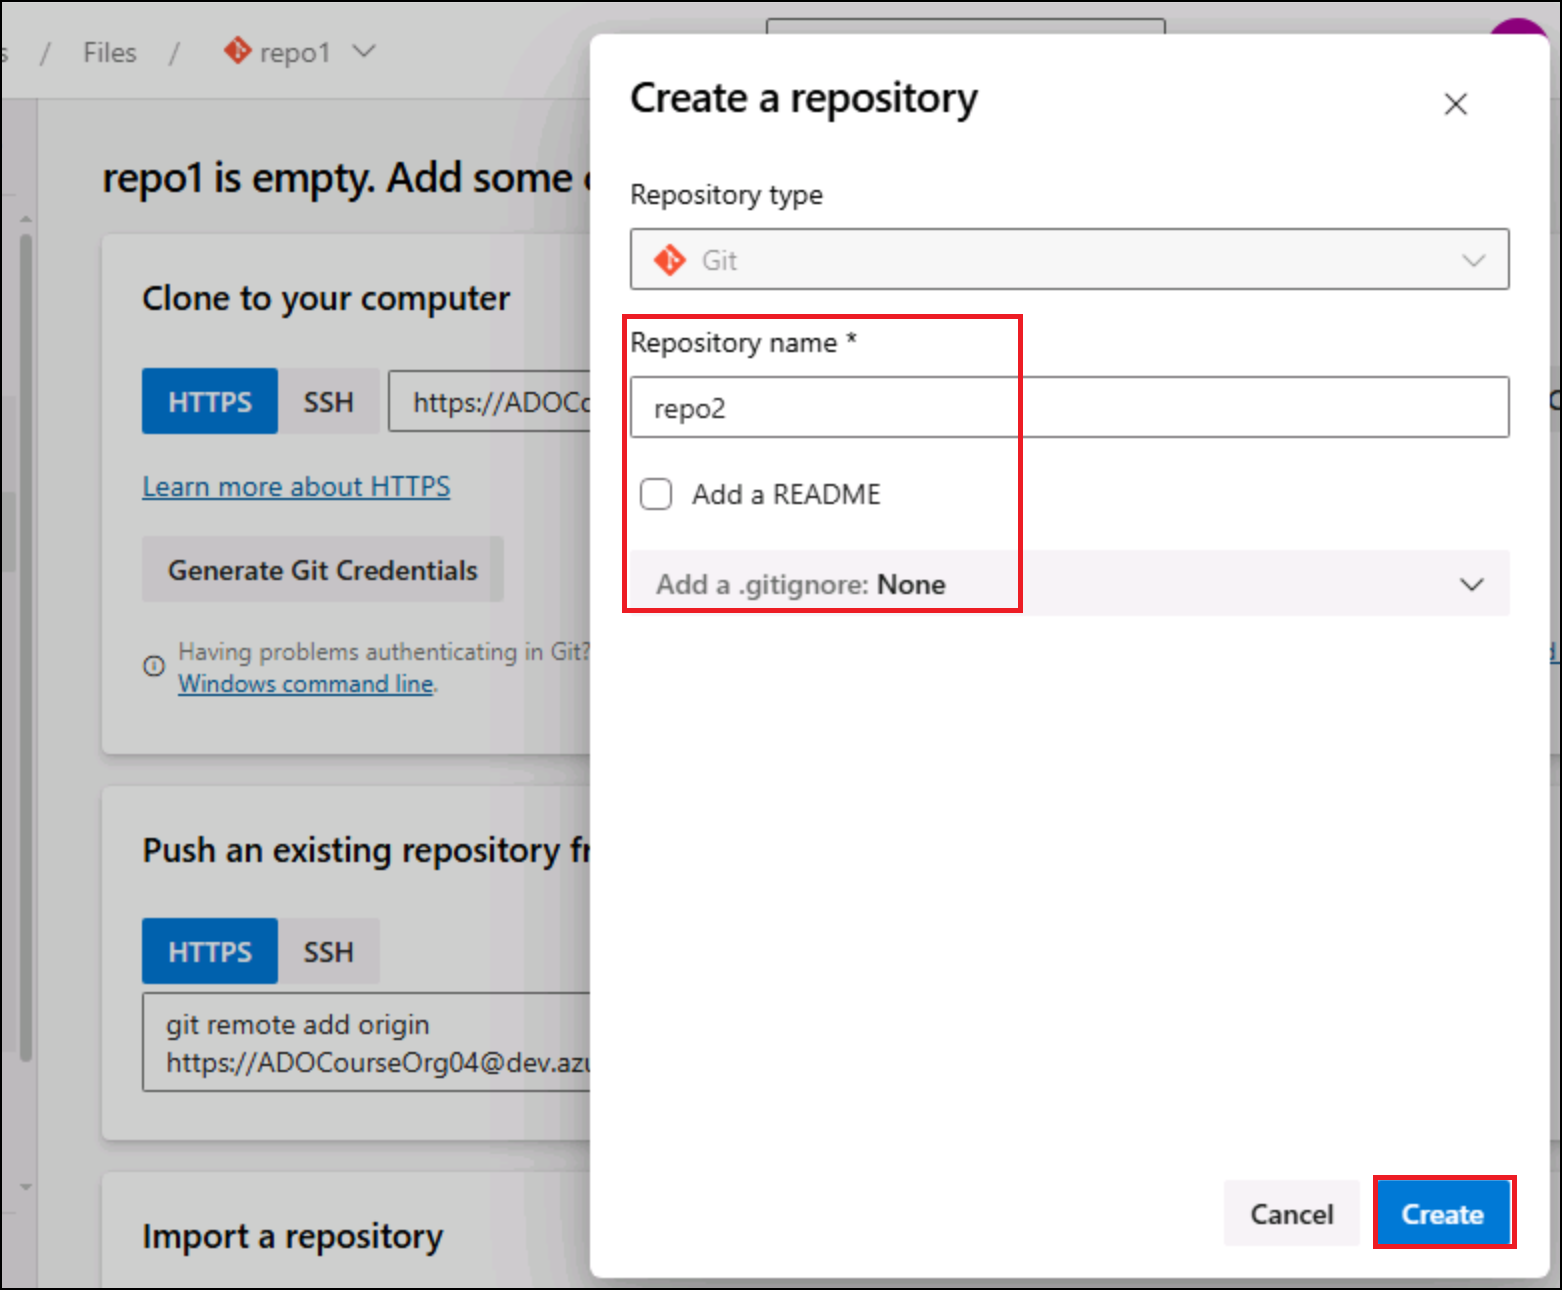 / Files / repo1
repo1 is empty. Add some
Clone to your computer
HTTPS SSH https://ADOCo
Learn more about HTTPS
Generate Git Credentials
Having problems authenticating in Git?
Windows command line.
Push an existing repository
HTTPS SSH
git remote add origin
https://ADOCourseOrg04@dev.azu
Import a repository
Create a repository
Repository type
Git
Repository name *
repo2
Add a README
Add a .gitignore: None
Cancel Create